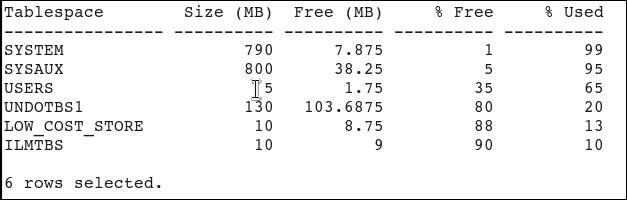 Tablespace Size (MB) Free (MB) % Free % Used
---------------- ---------- ---------- ---------- ----------
SYSTEM 790 7.875 1 99
SYSAUX 800 38.25 5 95
USERS 5 1.75 35 65
UNDOTBS1 130 103.6875 80 20
LOW_COST_STORE 10 8.75 88 13
ILMTBS 10 9 90 10
6 rows selected.